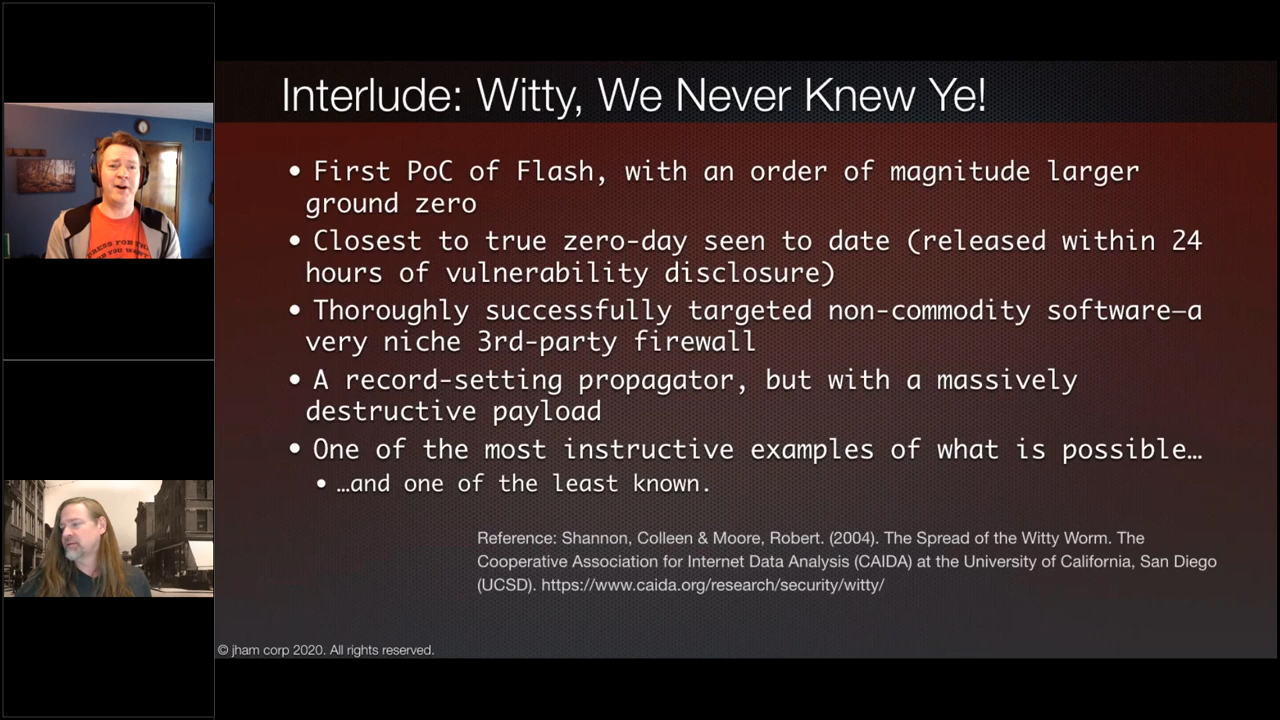 Interlude: Witty, We Never Knew Ye!
• First PoC of Flash, with an order of magnitude larger
ground zero
• Closest to true zero-day seen to date (released within 24
hours of vulnerability disclosure)
• Thoroughly successfully targeted non-commodity software—a
very niche 3rd-party firewall
• A record-setting propagator, but with a massively
destructive payload
• One of the most instructive examples of what is possible…
• …and one of the least known.
Reference: Shannon, Colleen & Moore, Robert. (2004). The Spread of the Witty Worm. The
Cooperative Association for Internet Data Analysis (CAIDA) at the University of California, San Diego
(UCSD). https://www.caida.org/research/security/witty/
© jham corp 2020. All rights reserved.